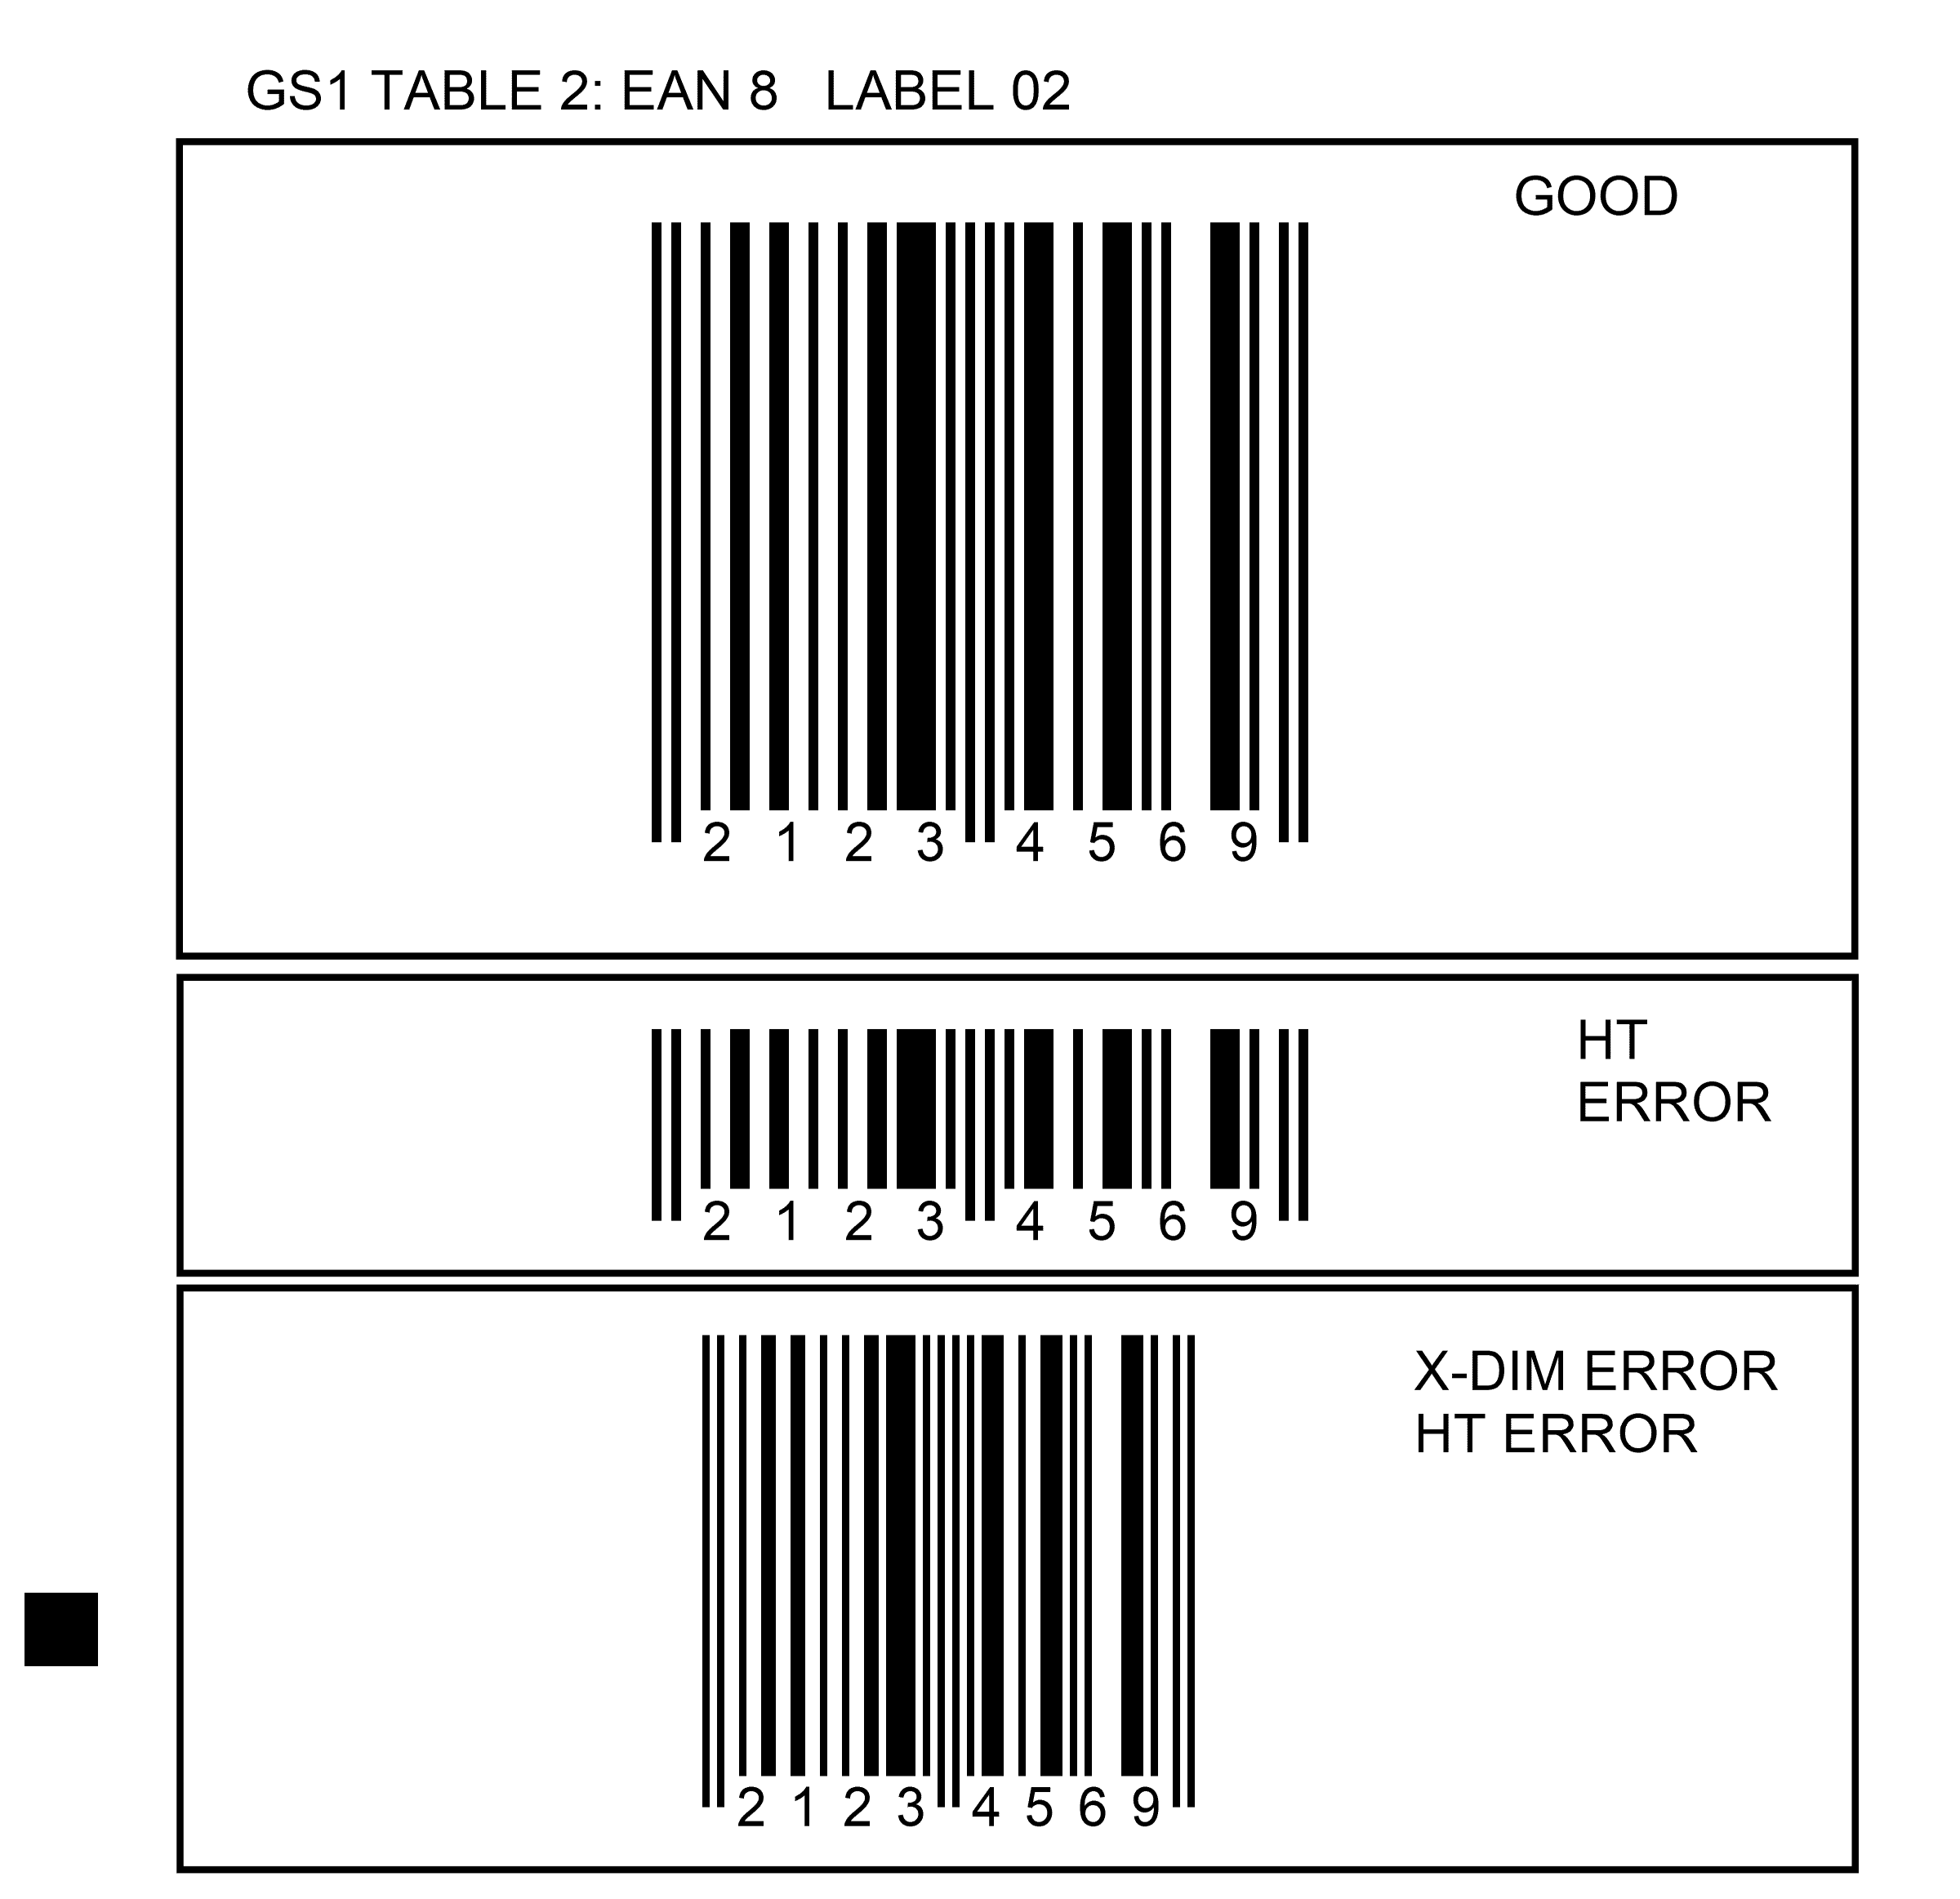 GS1 TABLE 2: EAN 8 LABEL 02
GOOD
2 1 2 3 4 5 6 9
HT
ERROR
2 1 2 3 4 5 6 9
X-DIM ERROR
HT ERROR
2 1 2 3 4 5 6 9